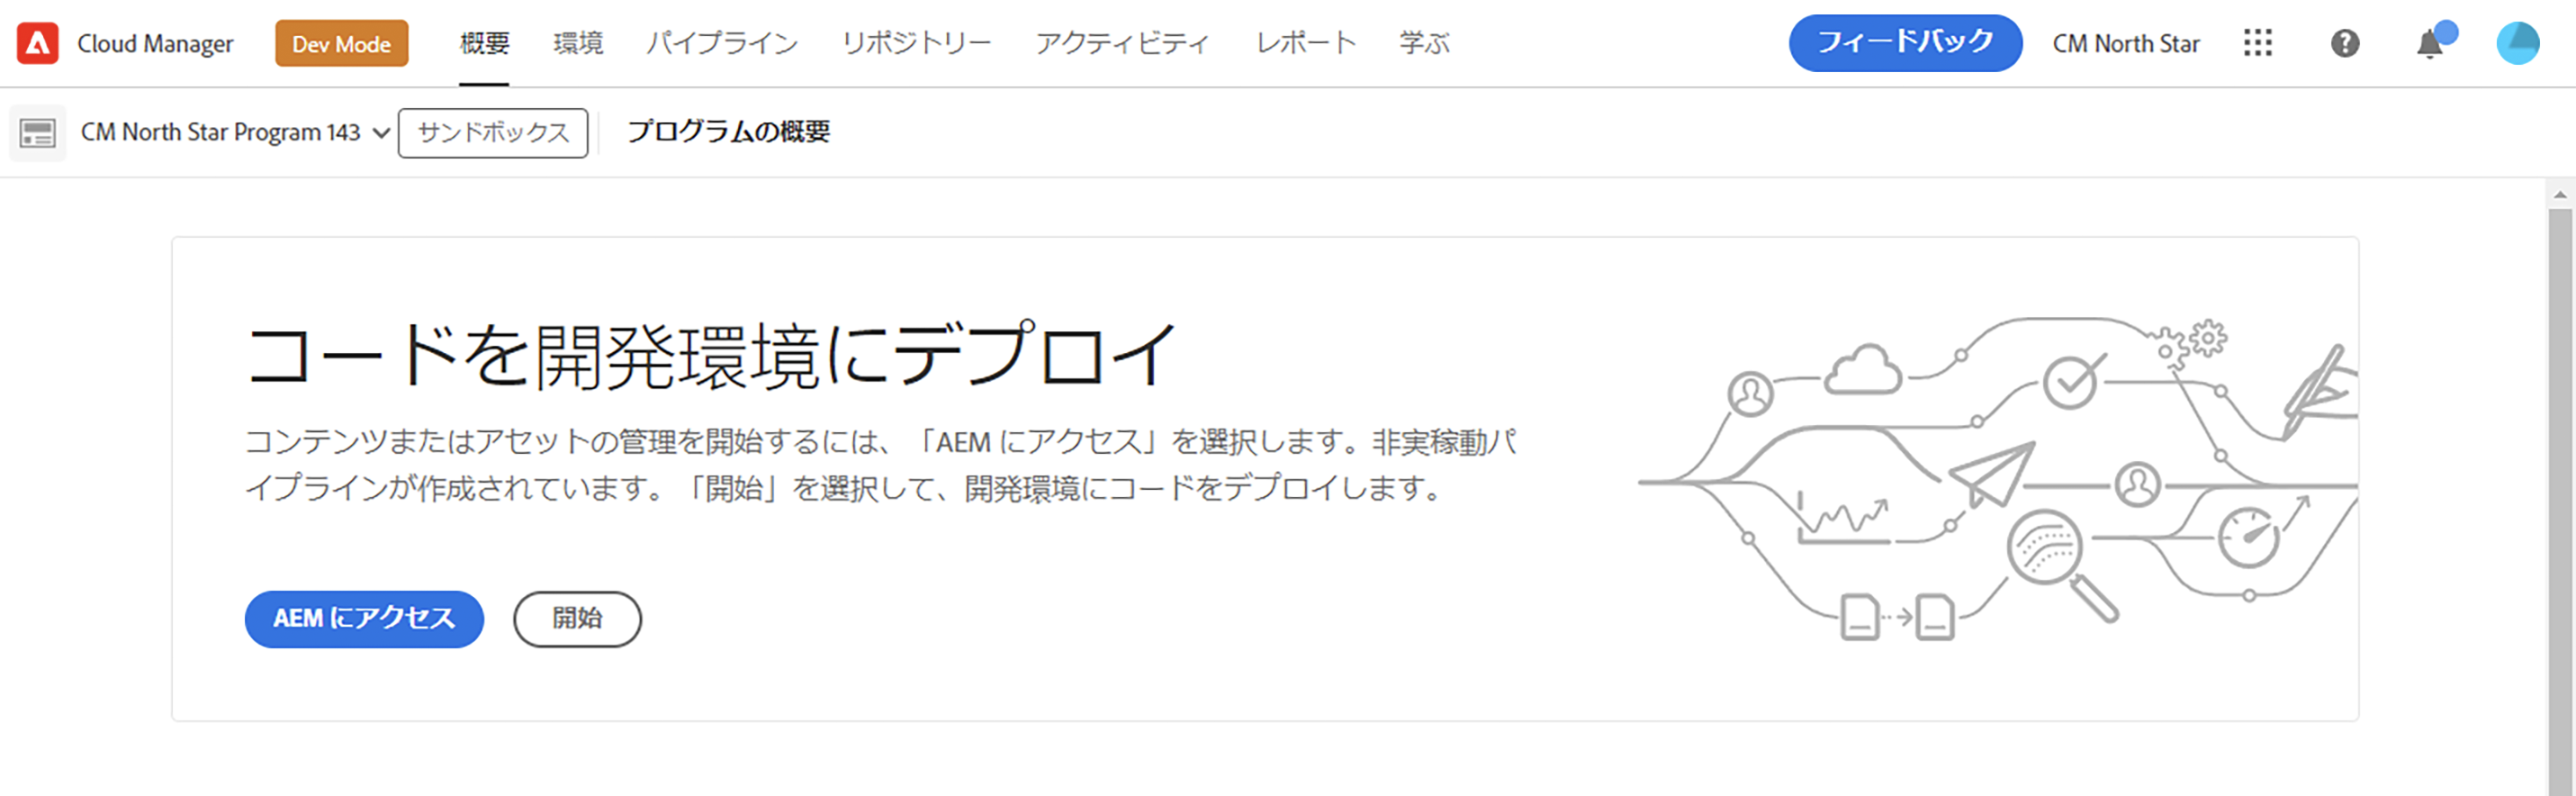 Cloud Manager Dev Mode 概要 環境 パイプライン リポジトリー アクティビティ レポート 学ぶ フィードバック CM North Star
CM North Star Program 143 サンドボックス プログラムの概要
コードを開発環境にデプロイ
コンテンツまたはアセットの管理を開始するには、「AEM にアクセス」を選択します。非実稼動パ
イプラインが作成されています。「開始」を選択して、開発環境にコードをデプロイします。
AEM にアクセス 開始